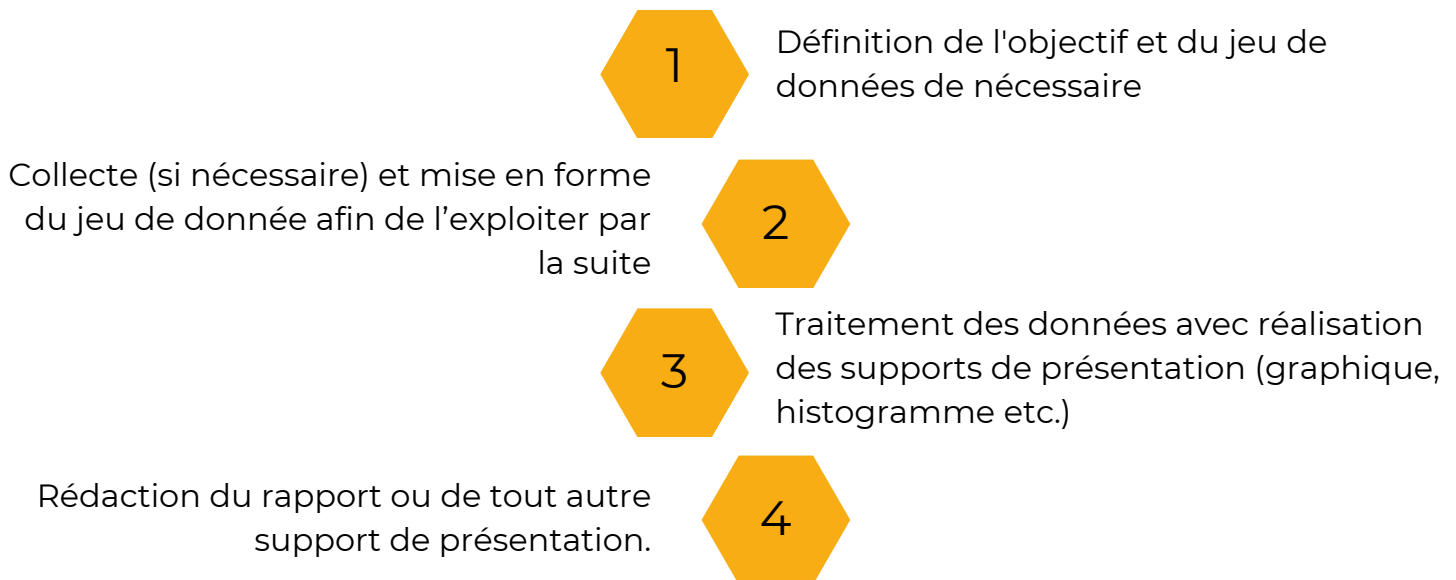 1
Définition de l'objectif et du jeu de
données de nécessaire
Collecte (si nécessaire) et mise en forme
du jeu de donnée afin de l’exploiter par
la suite
2
3
Traitement des données avec réalisation
des supports de présentation (graphique,
histogramme etc.)
Rédaction du rapport ou de tout autre
support de présentation.
4